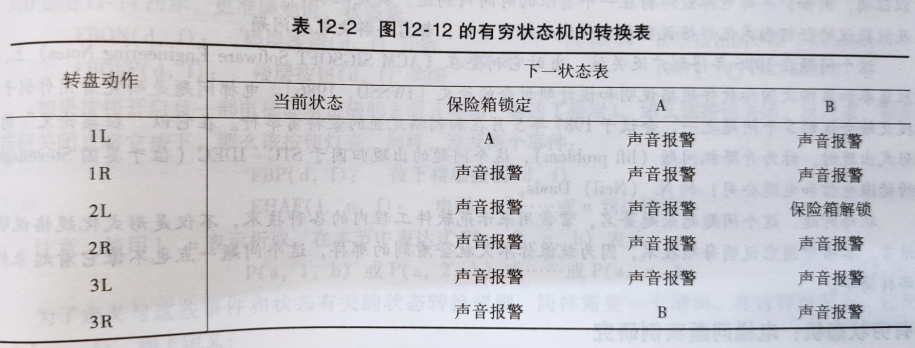 表 12-2 图 12-12 的有穷状态机的转换表
转盘动作 下一状态表
当前状态 保险箱锁定 A B
1L A 声音报警 声音报警
1R 声音报警 声音报警 声音报警
2L 声音报警 声音报警 保险箱解锁
2R 声音报警 声音报警 声音报警
3L 声音报警 声音报警 声音报警
3R 声音报警 B 声音报警